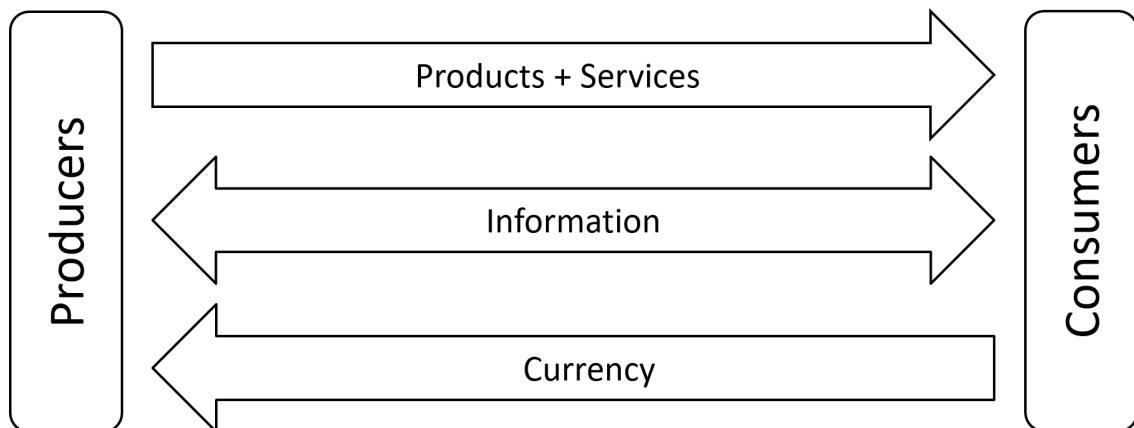 Producers
Products + Services
Information
Currency
Consumers